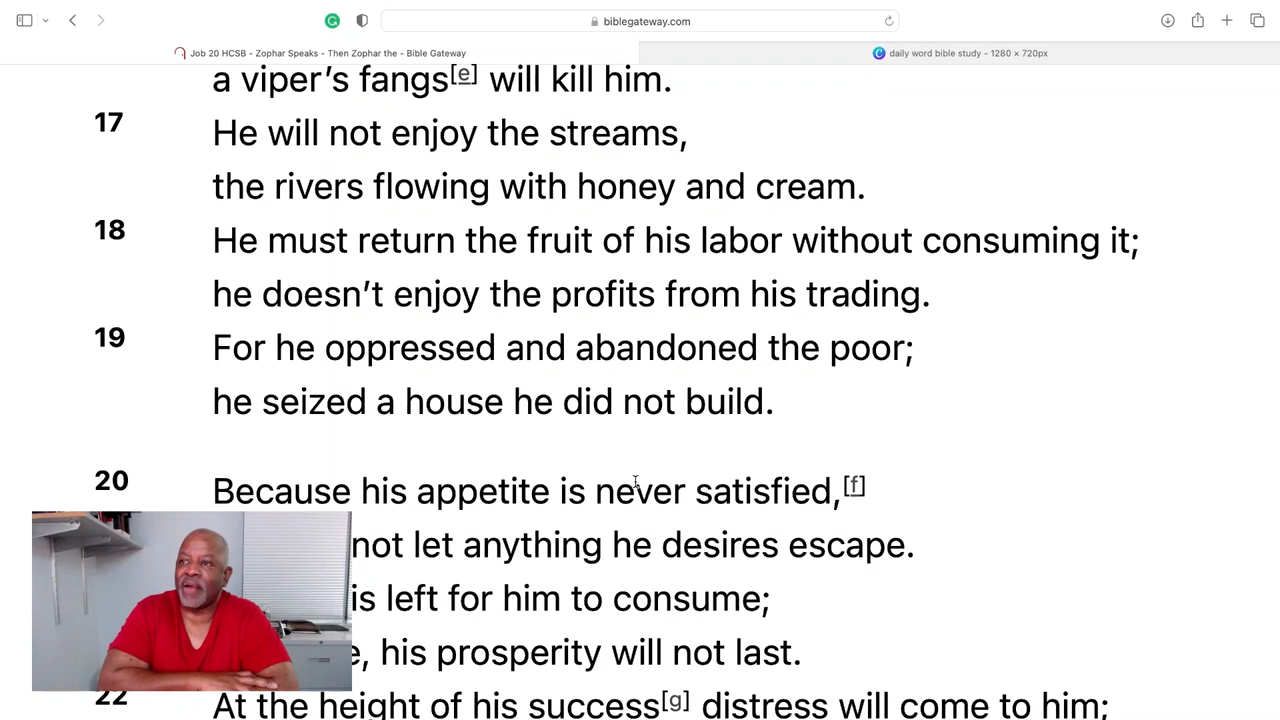 biblegateway.com
Job 20 HCSB - Zophar Speaks - Then Zophar the - Bible Gateway
daily word bible study - 1280 × 720px
a viper’s fangs[e] will kill him.
17 He will not enjoy the streams,
the rivers flowing with honey and cream.
18 He must return the fruit of his labor without consuming it;
he doesn’t enjoy the profits from his trading.
19 For he oppressed and abandoned the poor;
he seized a house he did not build.
20 Because his appetite is never satisfied,[f]
not let anything he desires escape.
is left for him to consume;
, his prosperity will not last.
22 At the height of his success[g] distress will come to him;